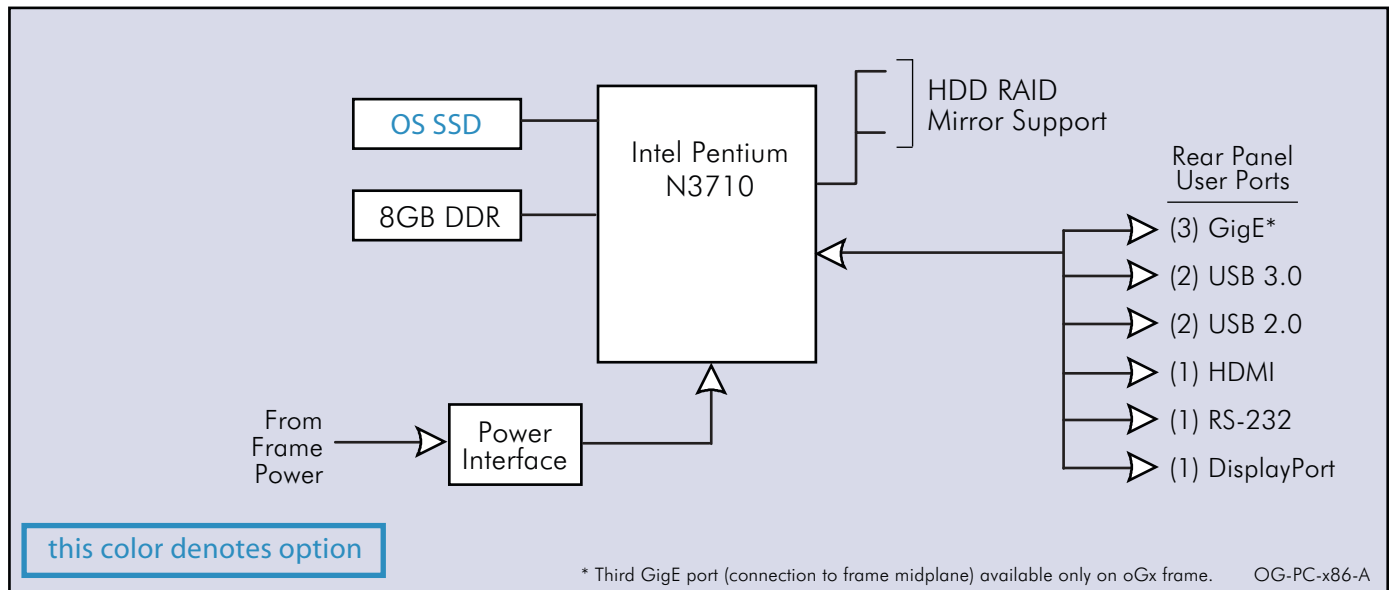 OS SSD
8GB DDR
Intel Pentium
N3710
HDD RAID
Mirror Support
Rear Panel
User Ports
(3) GigE*
(2) USB 3.0
(2) USB 2.0
(1) HDMI
(1) RS-232
(1) DisplayPort
From
Frame
Power
Power
Interface
this color denotes option
* Third GigE port (connection to frame midplane) available only on oGx frame.
OG-PC-x86-A